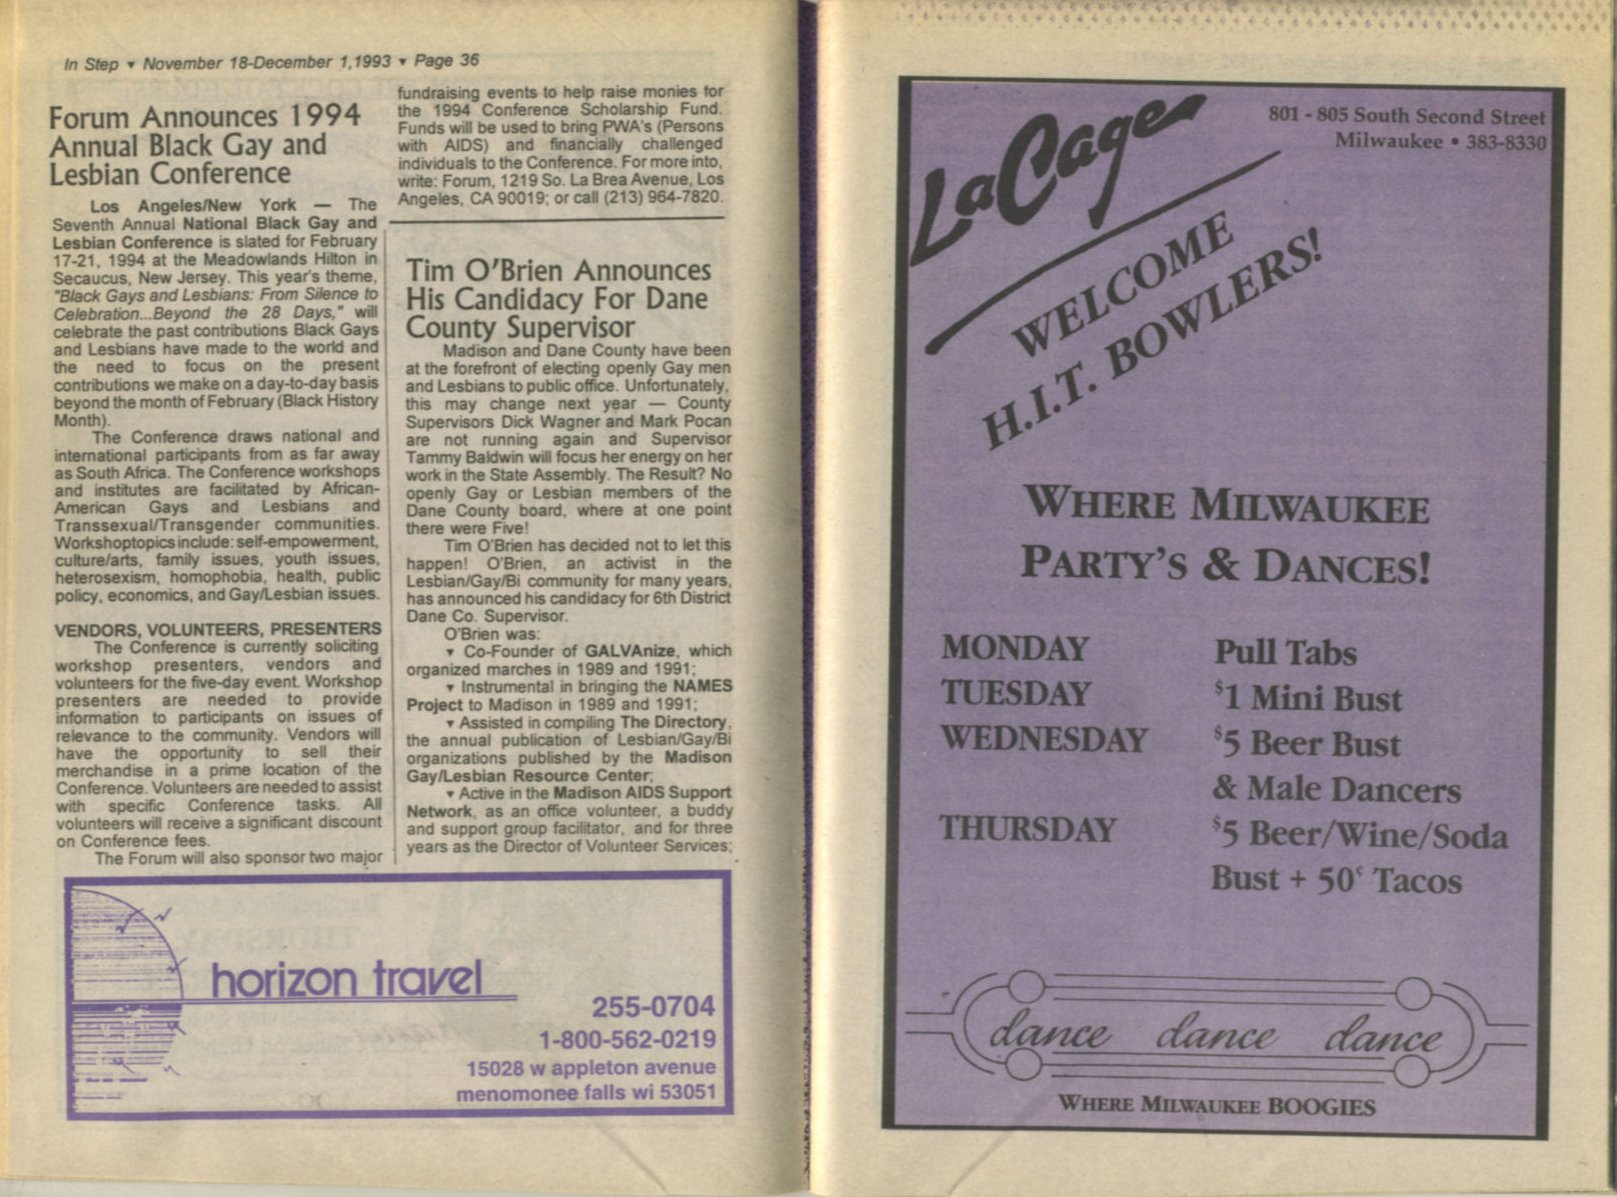 In Step ▾ November 18-December 1,1993 ▾ Page 36
Forum Announces 1994
Annual Black Gay and
Lesbian Conference
Los Angeles/New York — The
Seventh Annual National Black Gay and
Lesbian Conference is slated for February
17-21, 1994 at the Meadowlands Hilton in
Secaucus, New Jersey. This year's theme,
"Black Gays and Lesbians: From Silence to
Celebration...Beyond the 28 Days," will
celebrate the past contributions Black Gays
and Lesbians have made to the world and
the need to focus on the present
contributions we make on a day-to-day basis
beyond the month of February (Black History
Month).
The Conference draws national and
international participants from as far away
as South Africa. The Conference workshops
and institutes are facilitated by African-
American Gays and Lesbians and
Transsexual/Transgender communities.
Workshop topics include: self-empowerment,
culture/arts, family issues, youth issues,
heterosexism, homophobia, health, public
policy, economics, and Gay/Lesbian issues.
VENDORS, VOLUNTEERS, PRESENTERS
The Conference is currently soliciting
workshop presenters, vendors and
volunteers for the five-day event. Workshop
presenters are needed to provide
information to participants on issues of
relevance to the community. Vendors will
have the opportunity to sell their
merchandise in a prime location of the
Conference. Volunteers are needed to assist
with specific Conference tasks. All
volunteers will receive a significant discount
on Conference fees.
The Forum will also sponsor two major
fundraising events to help raise monies for
the 1994 Conference Scholarship Fund.
Funds will be used to bring PWA's (Persons
with AIDS) and financially challenged
individuals to the Conference. For more into,
write: Forum, 1219 So. La Brea Avenue, Los
Angeles, CA 90019; or call (213) 964-7820.
Tim O'Brien Announces
His Candidacy For Dane
County Supervisor
Madison and Dane County have been
at the forefront of electing openly Gay men
and Lesbians to public office. Unfortunately,
this may change next year — County
Supervisors Dick Wagner and Mark Pocan
are not running again and Supervisor
Tammy Baldwin will focus her energy on her
work in the State Assembly. The Result? No
openly Gay or Lesbian members of the
Dane County board, where at one point
there were Five!
Tim O'Brien has decided not to let this
happen! O'Brien, an activist in the
Lesbian/Gay/Bi community for many years,
has announced his candidacy for 6th District
Dane Co. Supervisor.
O'Brien was:
▾ Co-Founder of GALVAnize, which
organized marches in 1989 and 1991;
▾ Instrumental in bringing the NAMES
Project to Madison in 1989 and 1991;
▾ Assisted in compiling The Directory,
the annual publication of Lesbian/Gay/Bi
organizations published by the Madison
Gay/Lesbian Resource Center;
▾ Active in the Madison AIDS Support
Network, as an office volunteer, a buddy
and support group facilitator, and for three
years as the Director of Volunteer Services;
horizon travel
255-0704
1-800-562-0219
15028 w appleton avenue
menomonee falls wi 53051
La Cage
801 - 805 South Second Street
Milwaukee • 383-8330
WELCOME
H.I.T. BOWLERS!
WHERE MILWAUKEE
PARTY'S & DANCES!
MONDAY Pull Tabs
TUESDAY $1 Mini Bust
WEDNESDAY $5 Beer Bust
& Male Dancers
THURSDAY $5 Beer/Wine/Soda
Bust + 50¢ Tacos
dance dance dance
WHERE MILWAUKEE BOOGIES